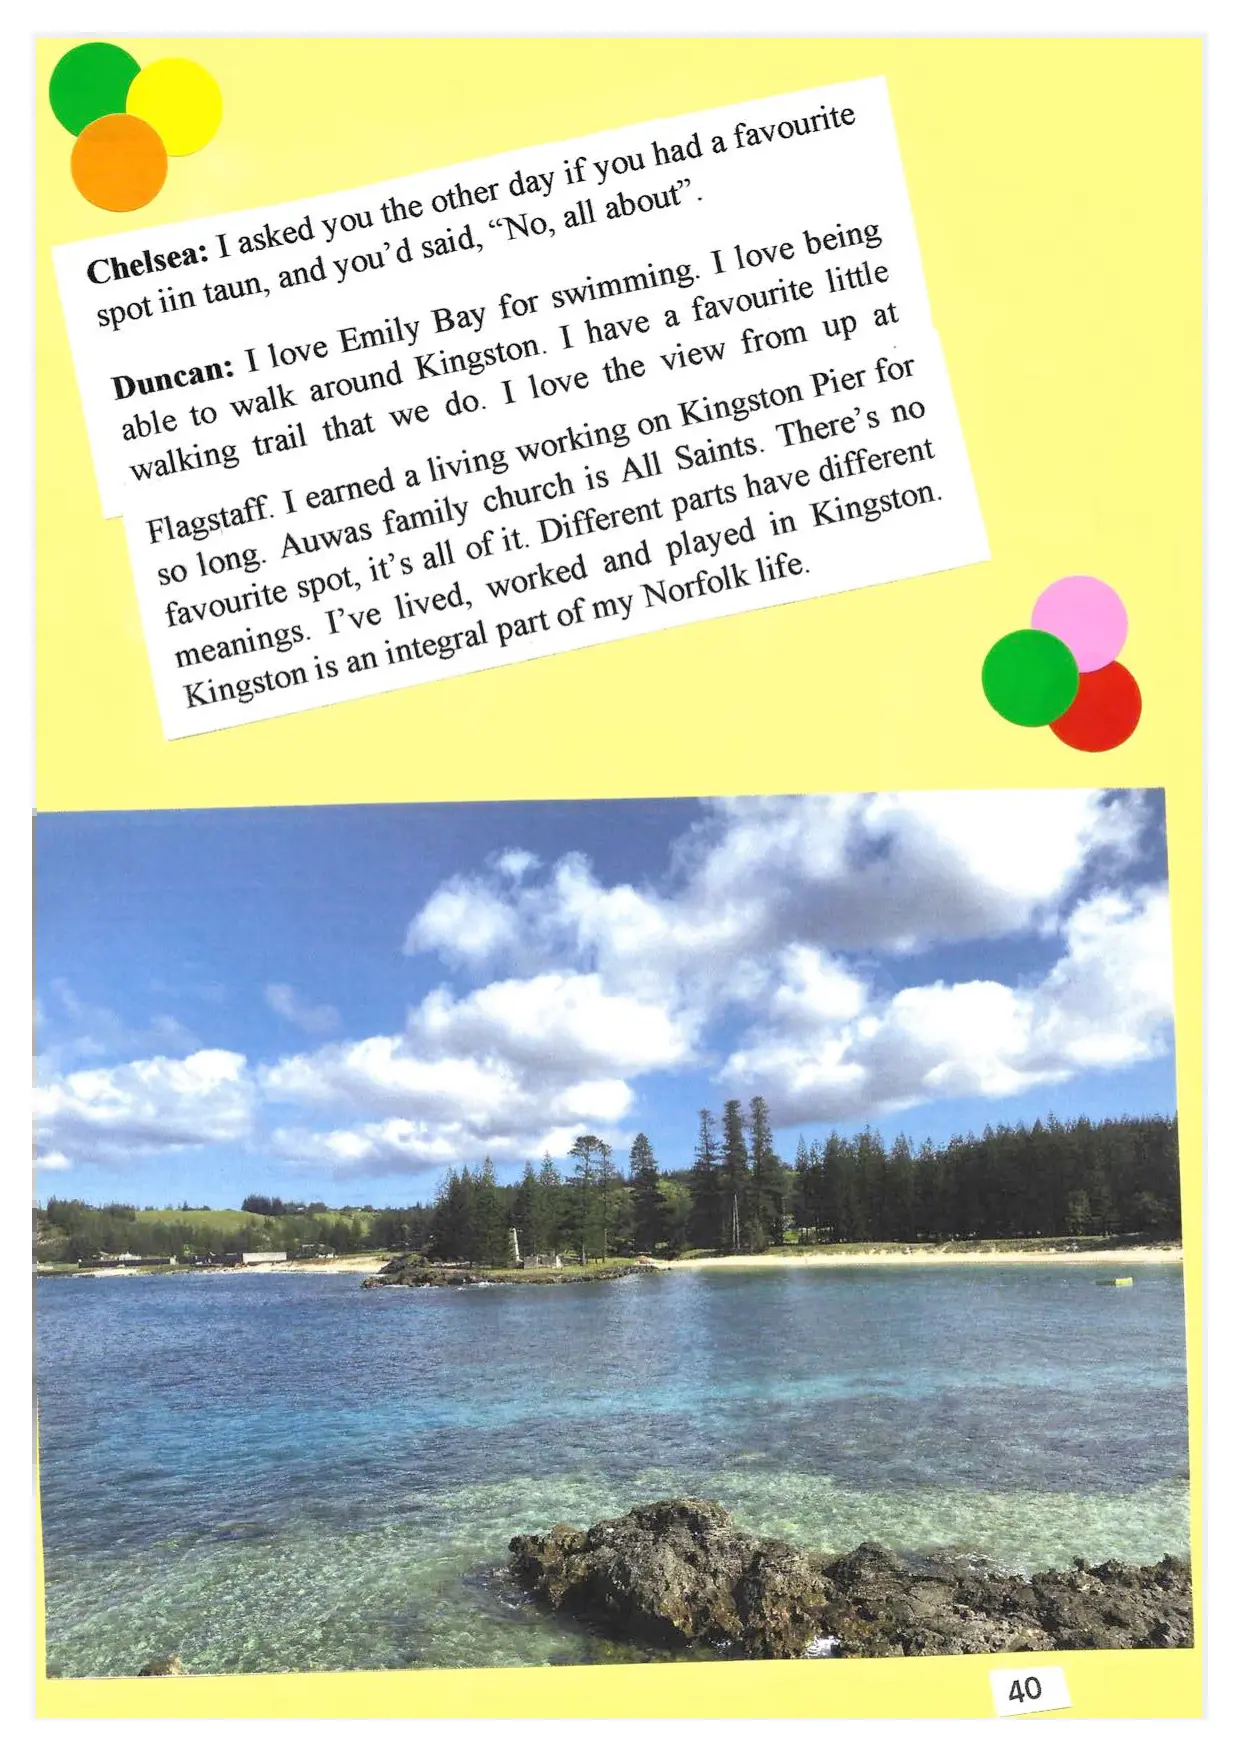 Chelsea: I asked you the other day if you had a favourite
spot iin taun, and you’d said, “No, all about”.
Duncan: I love Emily Bay for swimming. I love being
able to walk around Kingston. I have a favourite little
walking trail that we do. I love the view from up at
Flagstaff. I earned a living working on Kingston Pier for
so long. Auwas family church is All Saints. There’s no
favourite spot, it’s all of it. Different parts have different
meanings. I’ve lived, worked and played in Kingston.
Kingston is an integral part of my Norfolk life.
40